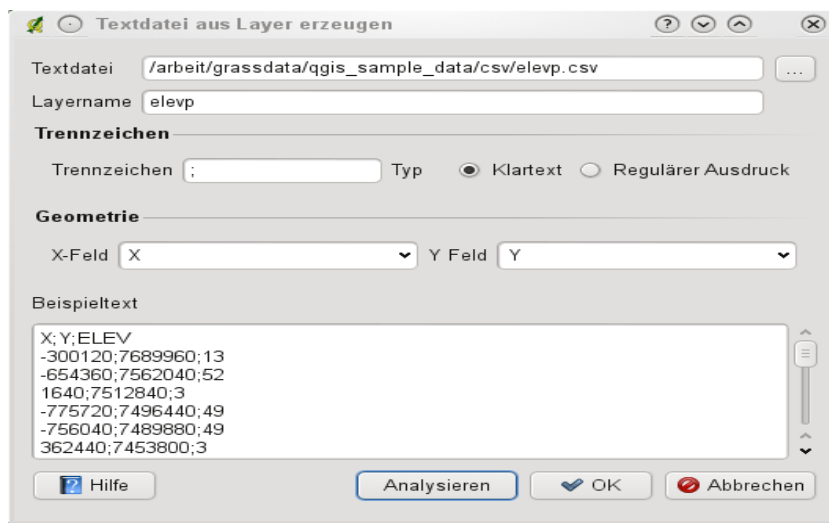 Textdatei aus Layer erzeugen
Textdatei /arbeit/grassdata/qgis_sample_data/csv/elevp.csv ...
Layername elevp
Trennzeichen
Trennzeichen ; Typ Klartext Regulärer Ausdruck
Geometrie
X-Feld X Y Feld Y
Beispieltext
X;Y;ELEV
-300120;7689960;13
-654360;7562040;52
1640;7512840;3
-775720;7496440;49
-756040;7489880;49
362440;7453800;3
Hilfe Analysieren OK Abbrechen